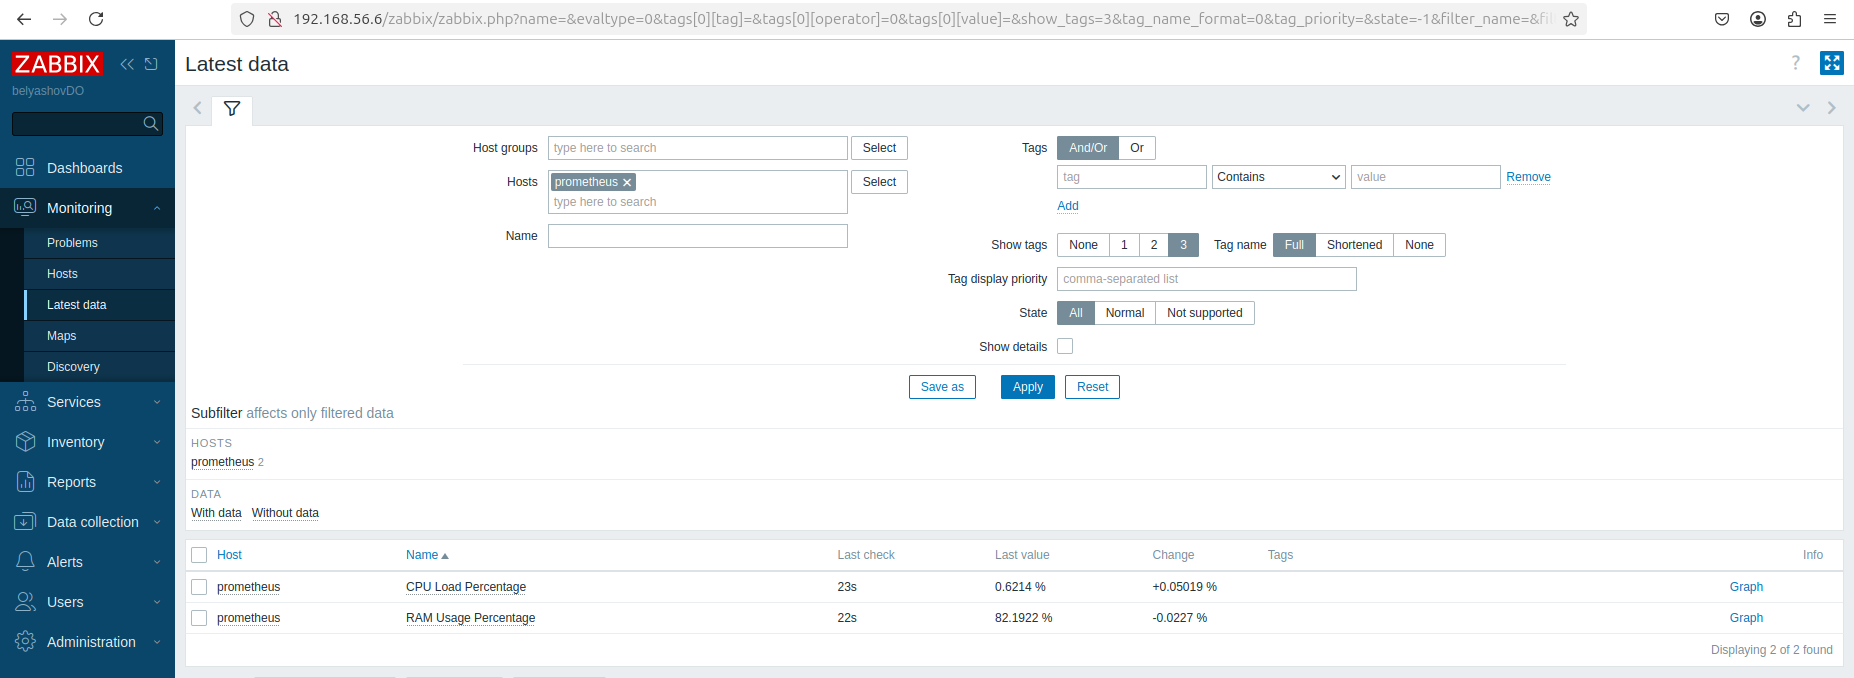 192.168.56.6/zabbix/zabbix.php?name=&evaltype=0&tags[0][tag]=&tags[0][operator]=0&tags[0][value]=&show_tags=3&tag_name_format=0&tag_priority=&state=-1&filter_name=&fil
ZABBIX
belyashovDO
Dashboards
Monitoring
Problems
Hosts
Latest data
Maps
Discovery
Services
Inventory
Reports
Data collection
Alerts
Users
Administration
Latest data
?
Host groups type here to search Select
Hosts prometheus Select
type here to search
Name
Tags And/Or Or
tag Contains value Remove
Add
Show tags None 1 2 3 Tag name Full Shortened None
Tag display priority comma-separated list
State All Normal Not supported
Show details
Save as Apply Reset
Subfilter affects only filtered data
HOSTS
prometheus 2
DATA
With data Without data
Host Name Last check Last value Change Tags Info
prometheus CPU Load Percentage 23s 0.6214 % +0.05019 % Graph
prometheus RAM Usage Percentage 22s 82.1922 % -0.0227 % Graph
Displaying 2 of 2 found